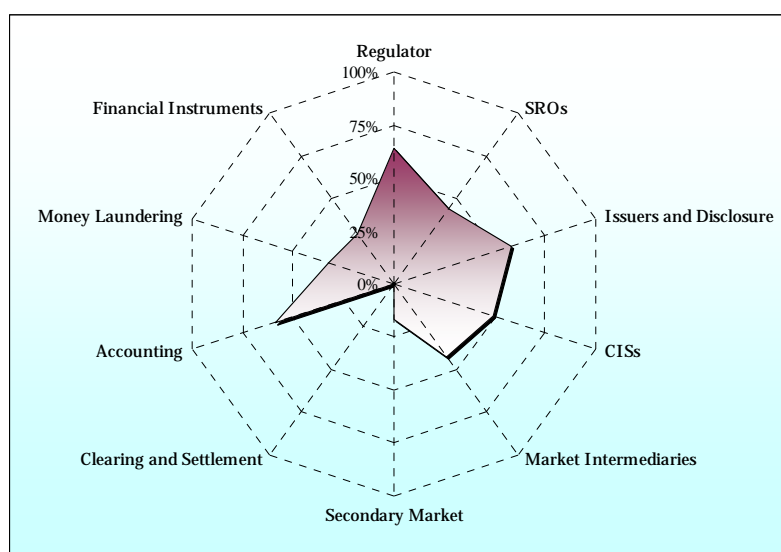 Regulator
100%
Financial Instruments
SROs
75%
50%
Money Laundering
Issuers and Disclosure
25%
0%
Accounting
CISs
Clearing and Settlement
Market Intermediaries
Secondary Market